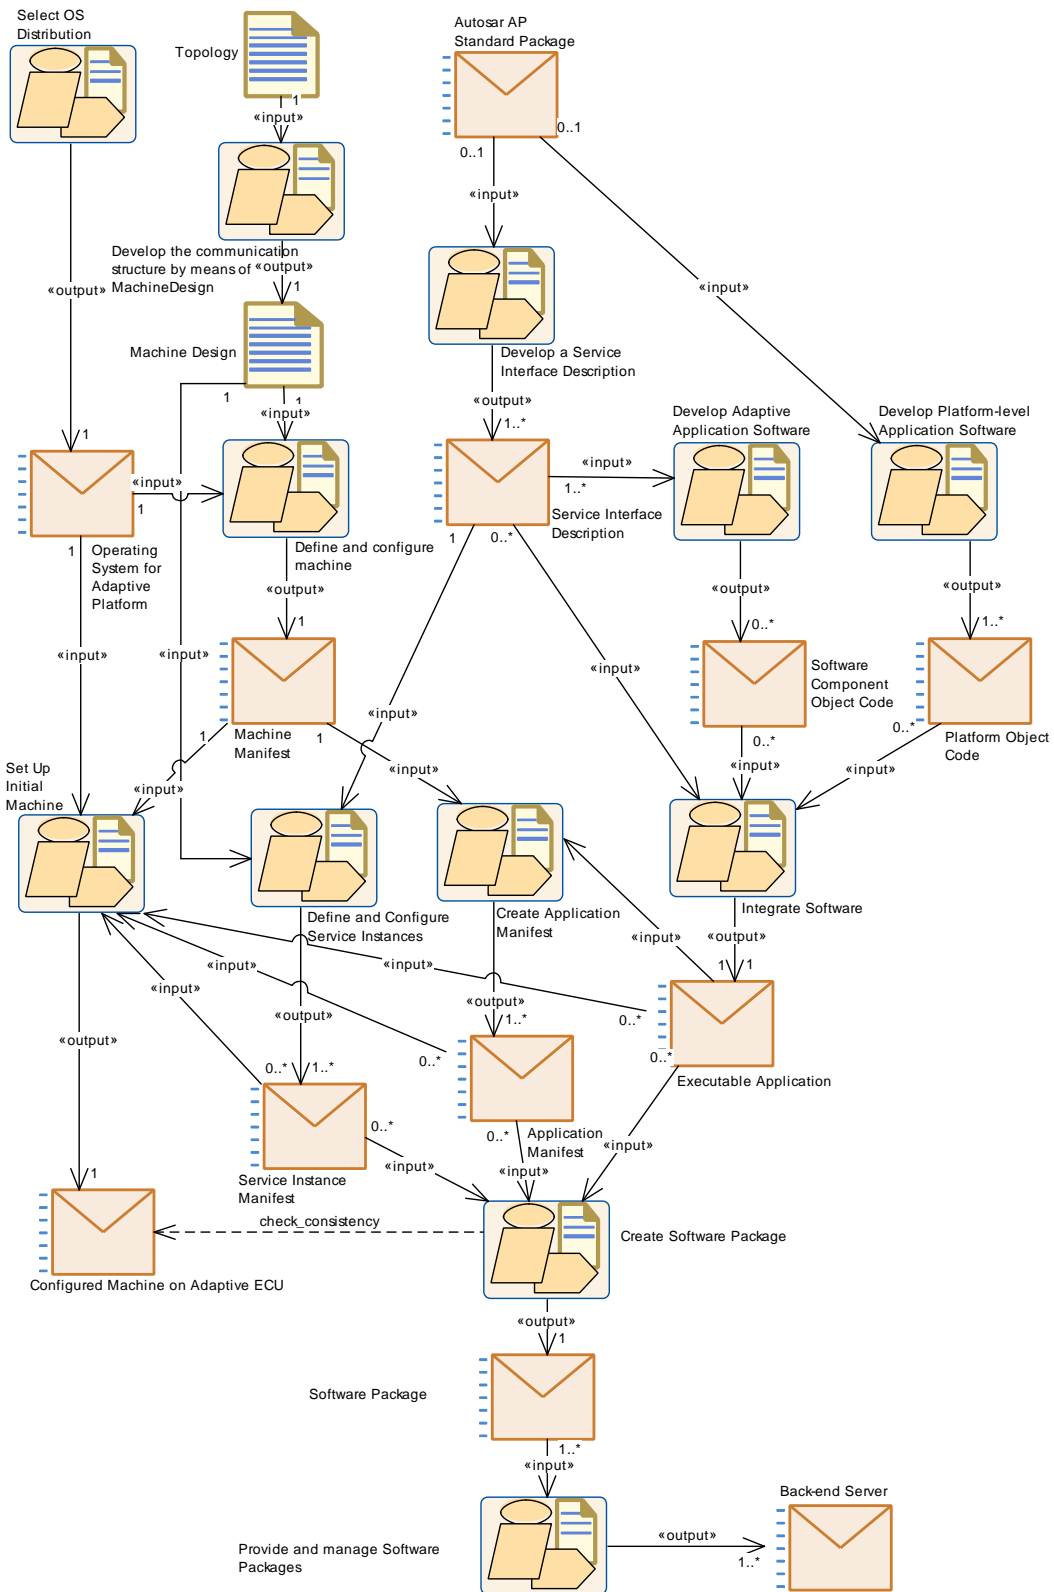 Select OS
Distribution
Topology
1
«input»
Autosar AP
Standard Package
0..1
0..1
«input»
«input»
Develop the communication
structure by means of
MachineDesign
«output»
1
«output»
Machine Design
1
1
«input»
Develop a Service
Interface Description
«output»
1..*
Develop Adaptive
Application Software
Develop Platform-level
Application Software
1
«input»
1
«input»
1..*
Service Interface
Description
1
Operating
System for
Adaptive
Platform
Define and configure
machine
1
0..*
«output»
1
«output»
0..*
«output»
1..*
«input»
«input»
«input»
«input»
Software
Component
Object Code
0..*
«input»
0..*
Platform Object
Code
«input»
Machine
Manifest
1
1
«input»
«input»
Set Up
Initial
Machine
Define and Configure
Service Instances
Create Application
Manifest
Integrate Software
«input»
«input»
«input»
«input»
«output»
1
1
«output»
«output»
1..*
0..*
0..*
0..*
Executable Application
«output»
0..*
1..*
0..*
0..*
Application
Manifest
«input»
«input»
«input»
Service Instance
Manifest
1
check_consistency
Create Software Package
Configured Machine on Adaptive ECU
«output»
1
Software Package
1..*
«input»
Back-end Server
«output»
1..*
Provide and manage Software
Packages